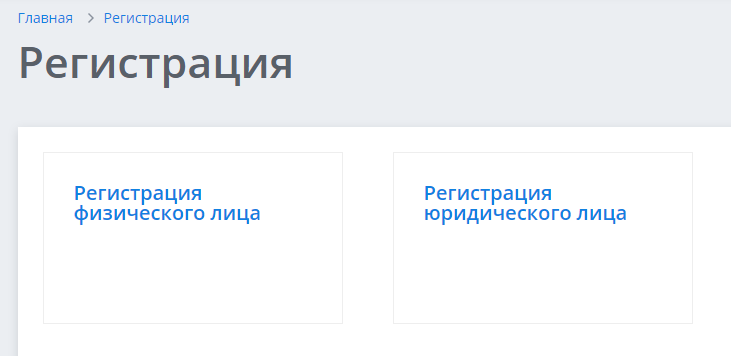 Главная > Регистрация
Регистрация
Регистрация
физического лица
Регистрация
юридического лица